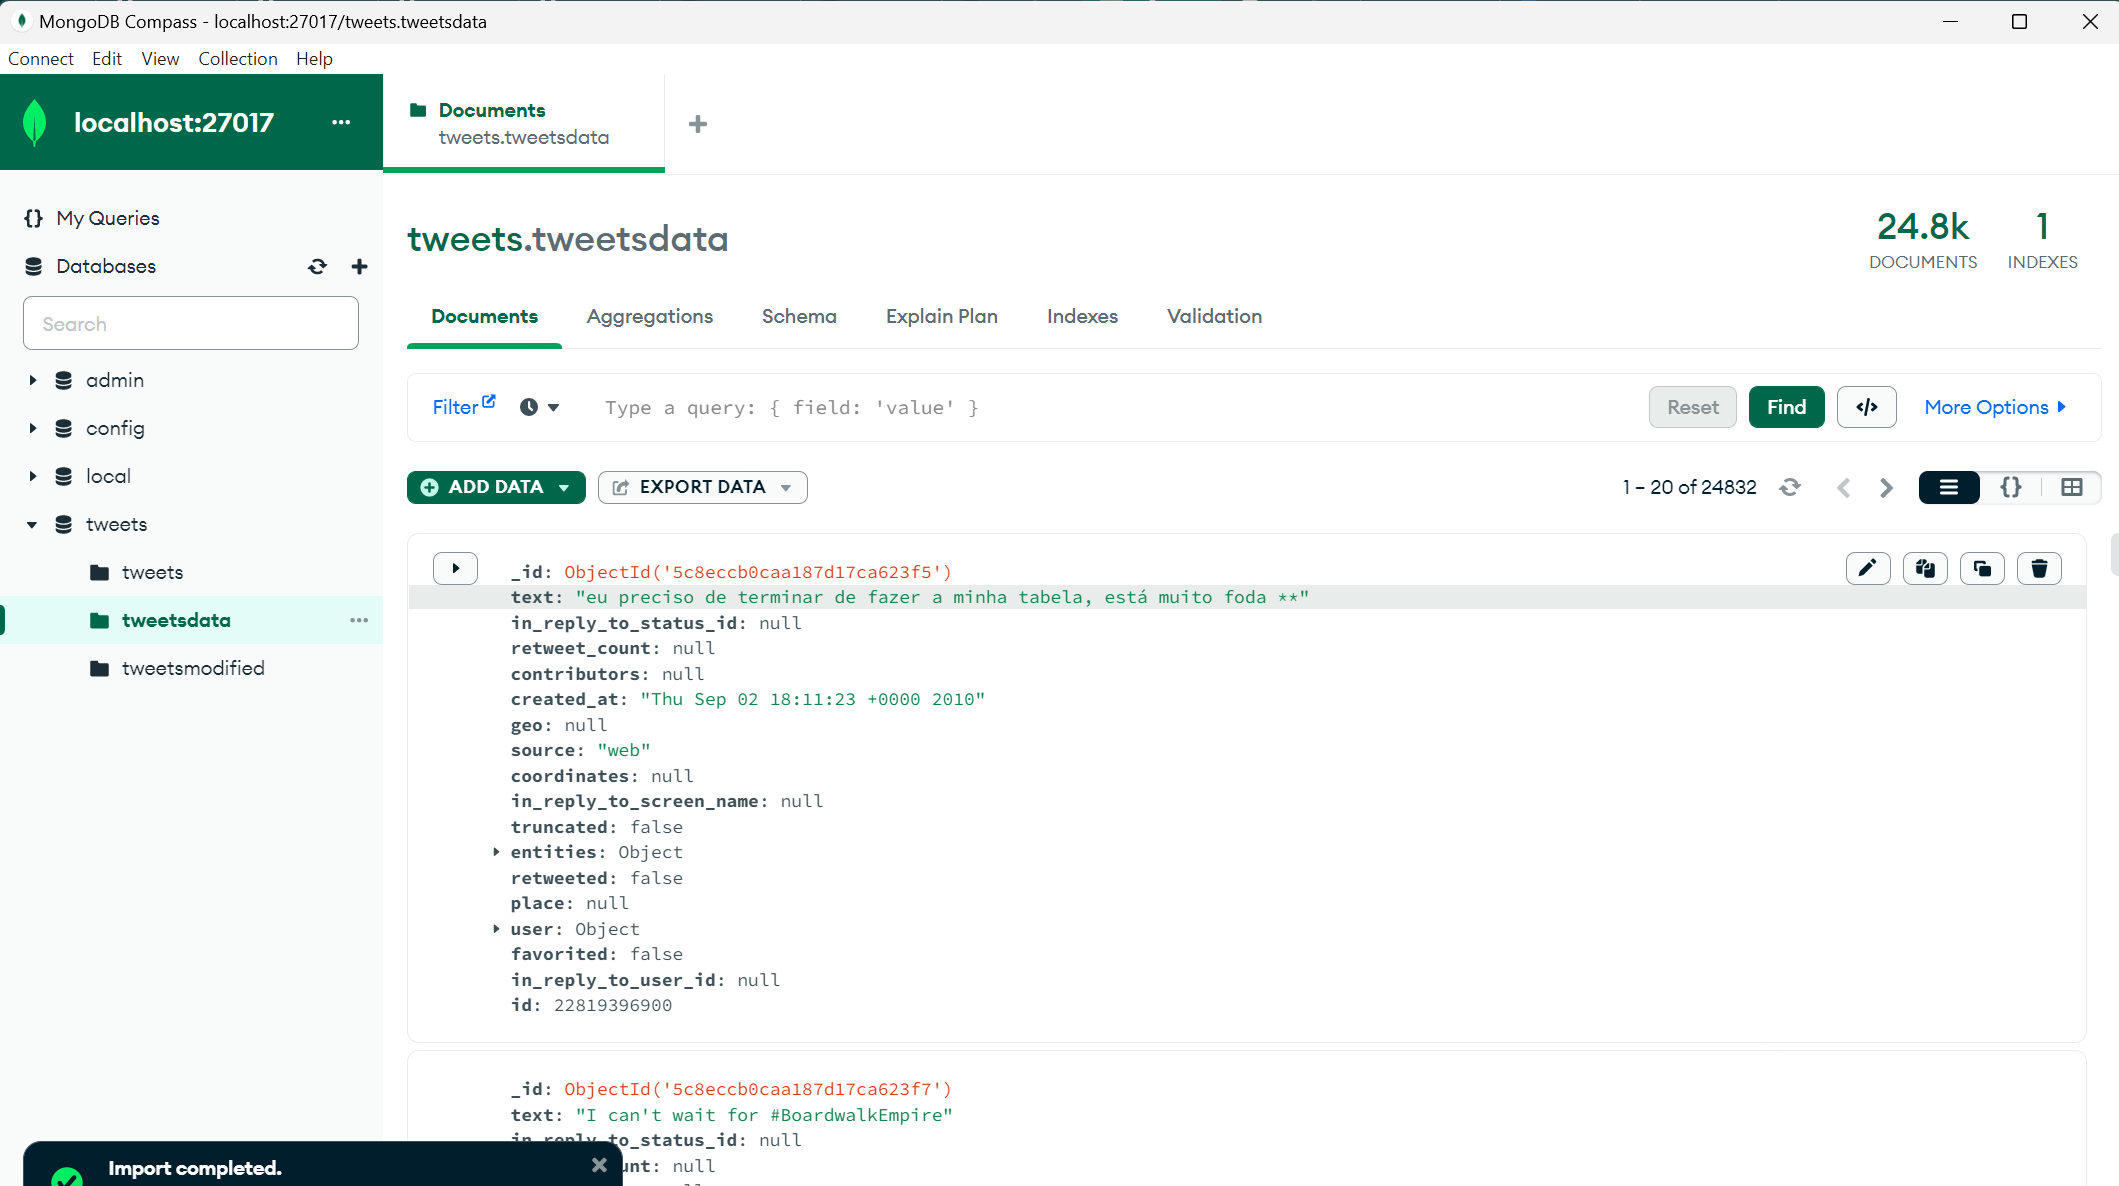 MongoDB Compass - localhost:27017/tweets.tweetsdata
Connect Edit View Collection Help
localhost:27017 ...
Documents
tweets.tweetsdata
My Queries
Databases
Search
admin
config
local
tweets
tweets
tweetsdata
tweetsmodified
tweets.tweetsdata
24.8k
DOCUMENTS
1
INDEXES
Documents Aggregations Schema Explain Plan Indexes Validation
Filter Type a query: { field: 'value' } Reset Find </> More Options
ADD DATA EXPORT DATA 1 – 20 of 24832 {}
_id: ObjectId('5c8eccb0caa187d17ca623f5')
text: "eu preciso de terminar de fazer a minha tabela, está muito foda **"
in_reply_to_status_id: null
retweet_count: null
contributors: null
created_at: "Thu Sep 02 18:11:23 +0000 2010"
geo: null
source: "web"
coordinates: null
in_reply_to_screen_name: null
truncated: false
entities: Object
retweeted: false
place: null
user: Object
favorited: false
in_reply_to_user_id: null
id: 22819396900
_id: ObjectId('5c8eccb0caa187d17ca623f7')
text: "I can't wait for #BoardwalkEmpire"
in_reply_to_status_id: null
unt: null
Import completed.